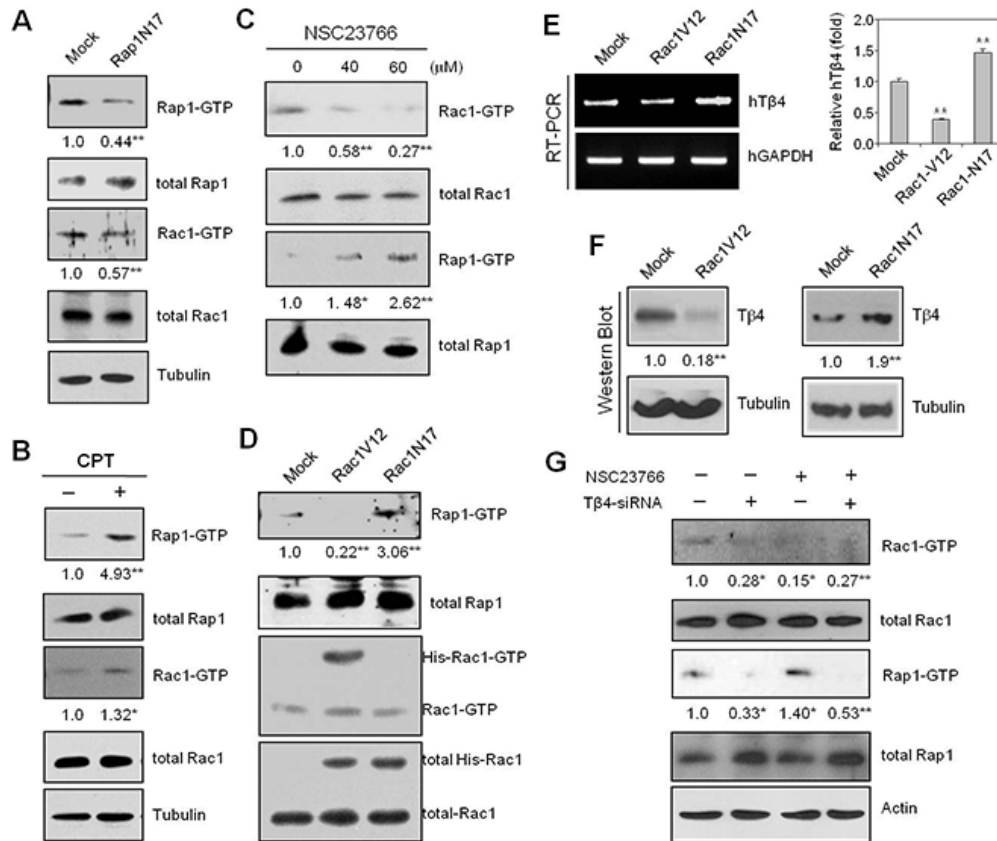 A
Mock
Rap1N17
Rap1-GTP
1.0 0.44**
total Rap1
Rac1-GTP
1.0 0.57**
total Rac1
Tubulin
B
CPT
– +
Rap1-GTP
1.0 4.93**
total Rap1
Rac1-GTP
1.0 1.32*
total Rac1
Tubulin
C
NSC23766
0 40 60 (μM)
Rac1-GTP
1.0 0.58** 0.27**
total Rac1
Rap1-GTP
1.0 1.48* 2.62**
total Rap1
D
Mock
Rac1V12
Rac1N17
Rap1-GTP
1.0 0.22** 3.06**
total Rap1
His-Rac1-GTP
Rac1-GTP
total His-Rac1
total-Rac1
E
Mock
Rac1V12
Rac1N17
RT-PCR
hTβ4
hGAPDH
Relative hTβ4 (fold)
2.0
1.5
1.0
0.5
0
**
**
Mock
Rac1-V12
Rac1-N17
F
Western Blot
Mock
Rac1V12
Tβ4
1.0 0.18**
Tubulin
Mock
Rac1N17
Tβ4
1.0 1.9**
Tubulin
G
NSC23766 – – + +
Tβ4-siRNA – + – +
Rac1-GTP
1.0 0.28* 0.15* 0.27**
total Rac1
Rap1-GTP
1.0 0.33* 1.40* 0.53**
total Rap1
Actin